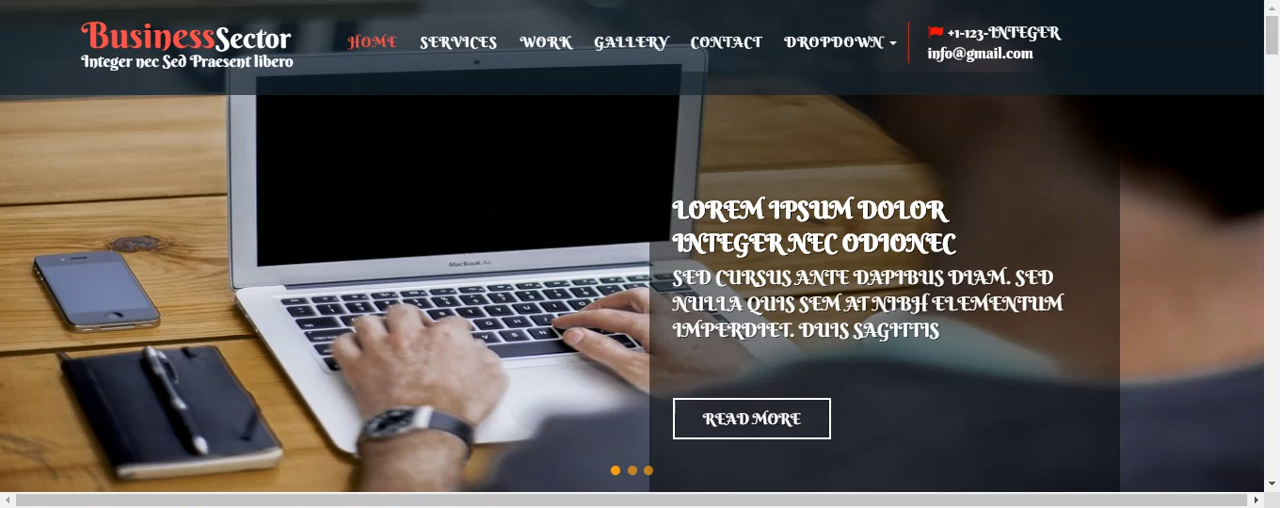 BusinessSector
Integer nec Sed Praesent libero
HOME SERVICES WORK GALLERY CONTACT DROPDOWN
+1-123-INTEGER
info@gmail.com
MacBook Air
LOREM IPSUM DOLOR
INTEGER NEC ODIONEC
SED CURSUS ANTE DAPIBUS DIAM. SED
NULLA QUIS SEM AT NIBH ELEMENTUM
IMPERDIET. DUIS SAGITTIS
READ MORE